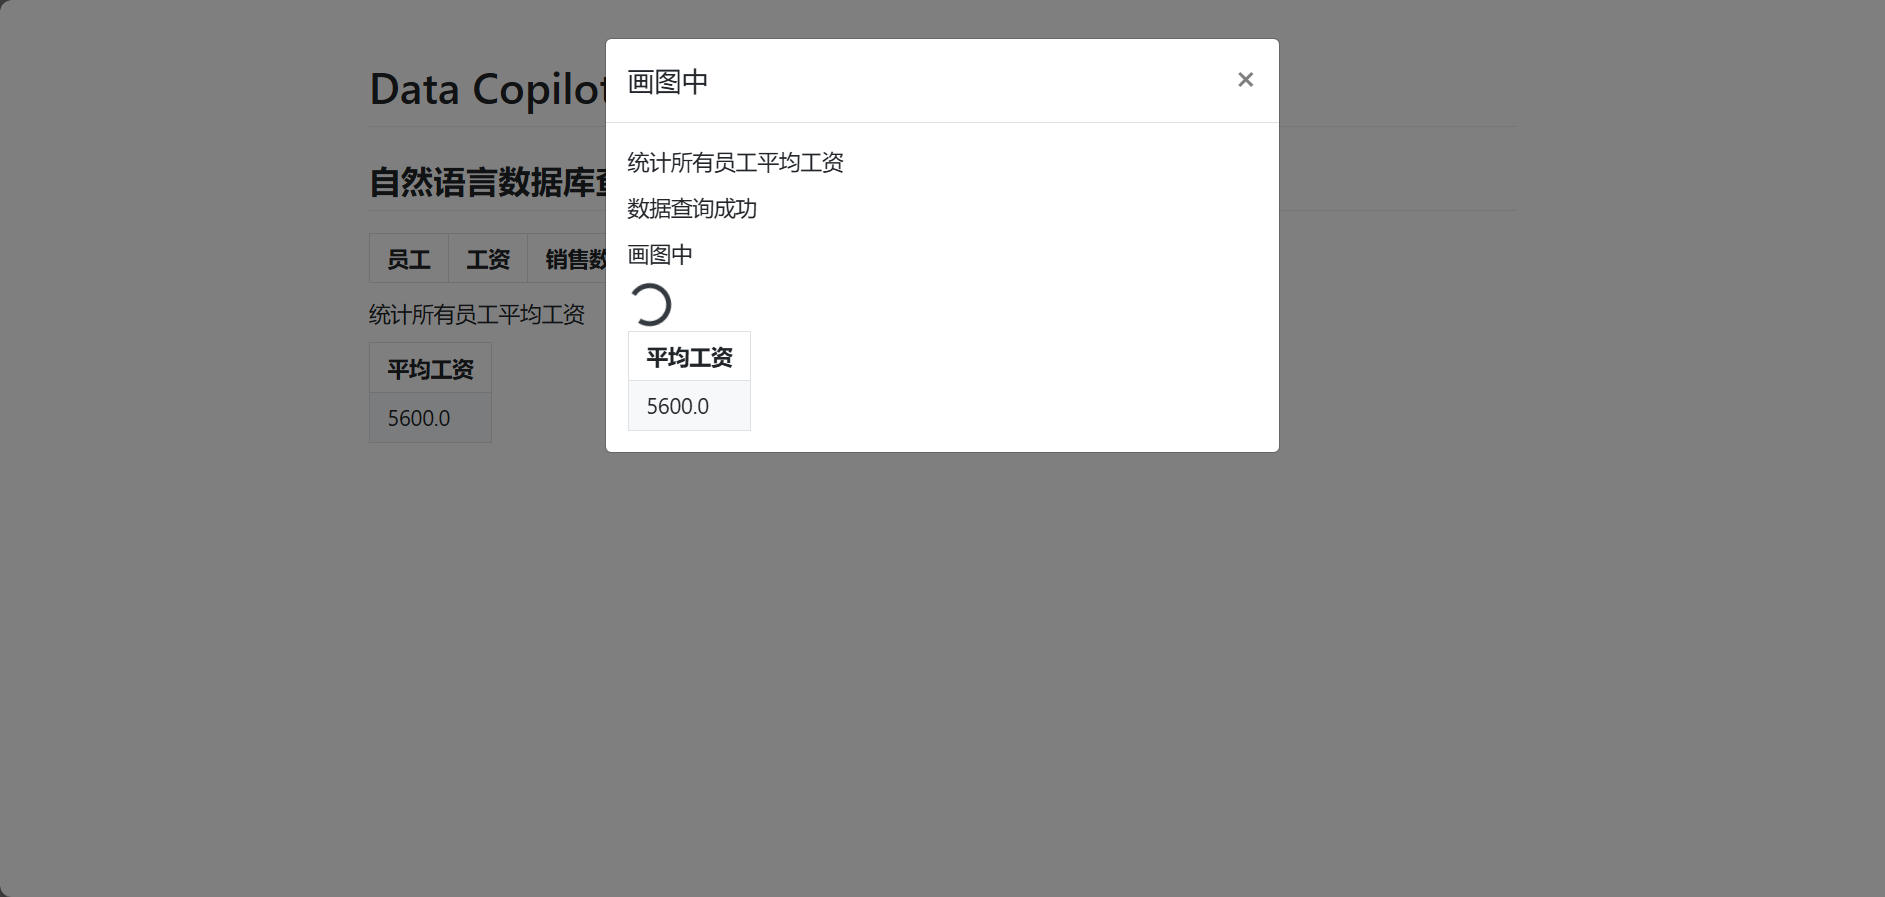 画图中 ×
统计所有员工平均工资
数据查询成功
画图中
平均工资
5600.0
Data Copilot
自然语言数据库
员工 工资 销售数
统计所有员工平均工资
平均工资
5600.0